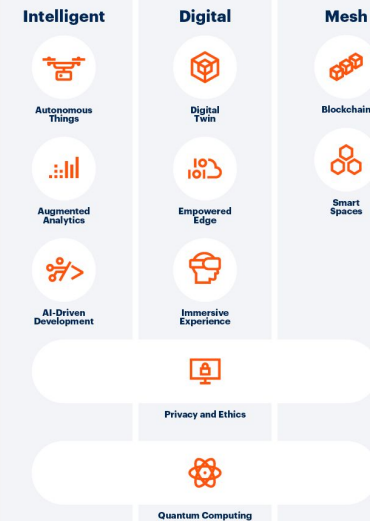 Intelligent
Digital
Mesh
Autonomous
Things
Digital
Twin
Blockchain
Augmented
Analytics
Empowered
Edge
Smart
Spaces
AI-Driven
Development
Immersive
Experience
Privacy and Ethics
Quantum Computing